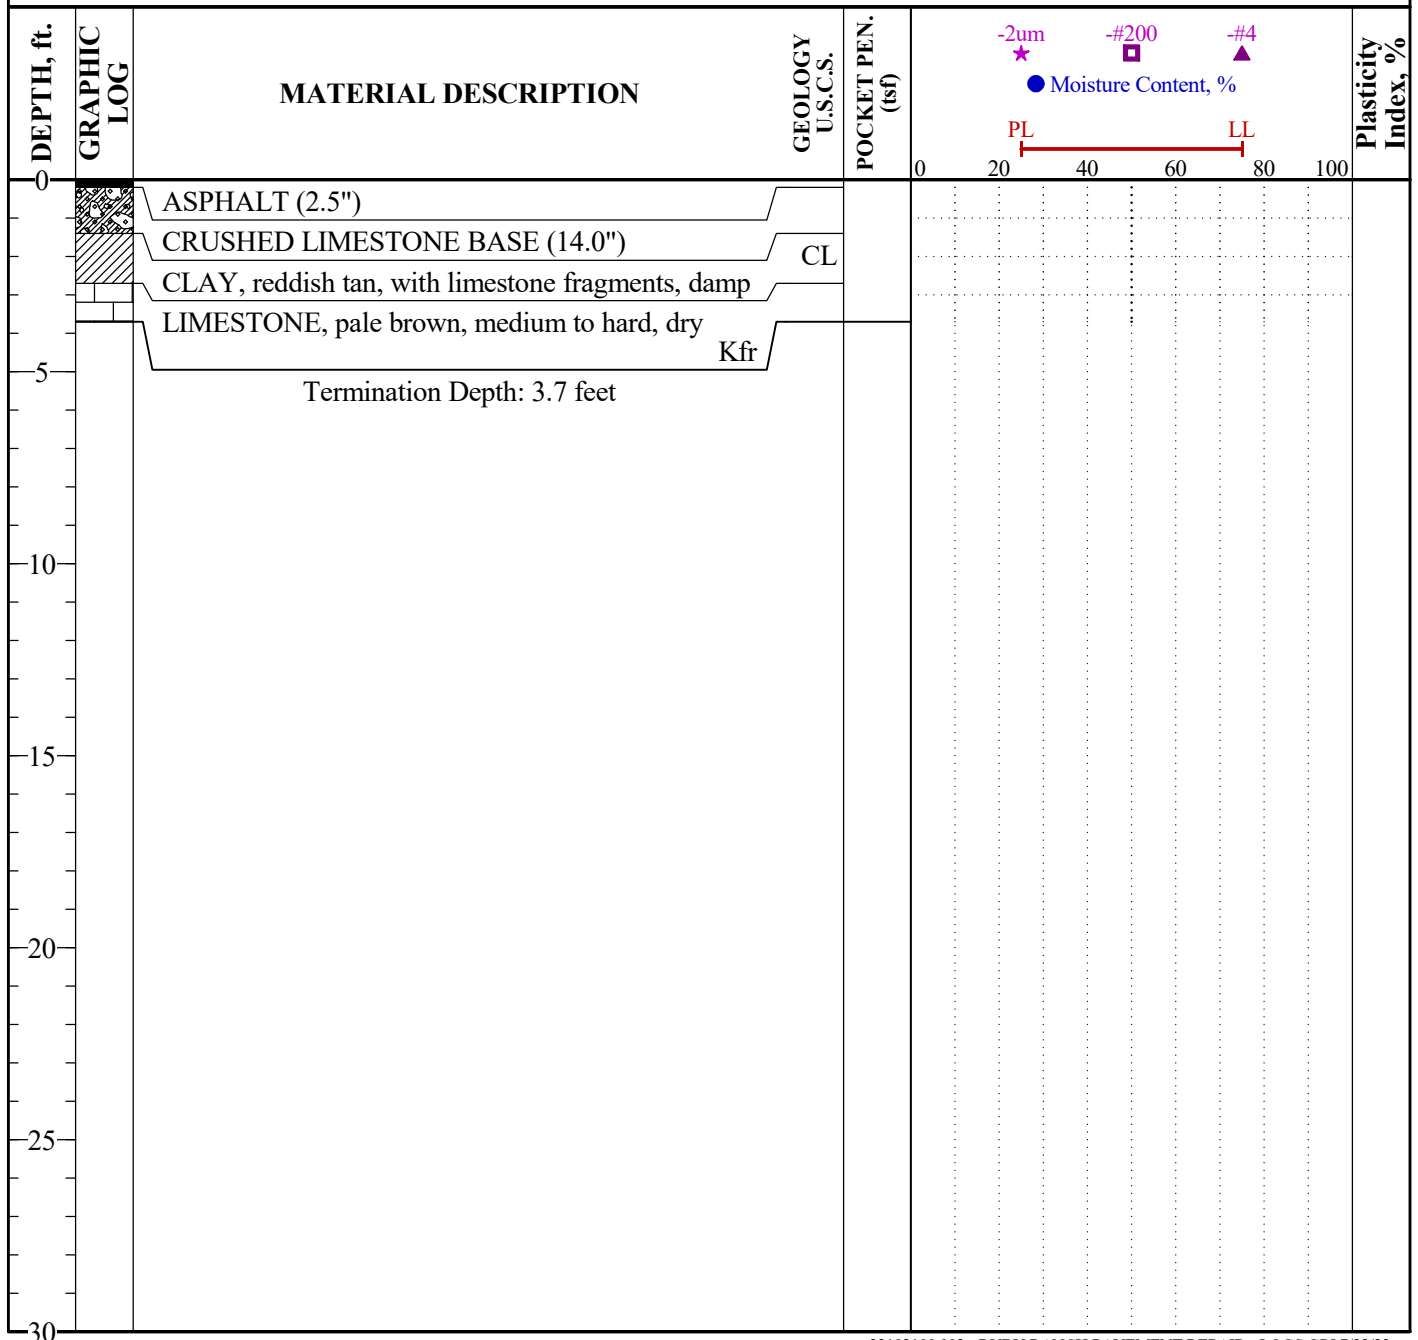 DEPTH, ft.
GRAPHIC
LOG
MATERIAL DESCRIPTION
GEOLOGY
U.S.C.S.
POCKET PEN.
(tsf)
-2um -#200 -#4
Moisture Content, %
PL LL
0 20 40 60 80 100
Plasticity
Index, %
0
ASPHALT (2.5")
CRUSHED LIMESTONE BASE (14.0")
CL
CLAY, reddish tan, with limestone fragments, damp
LIMESTONE, pale brown, medium to hard, dry
Kfr
5
Termination Depth: 3.7 feet
10
15
20
25
30